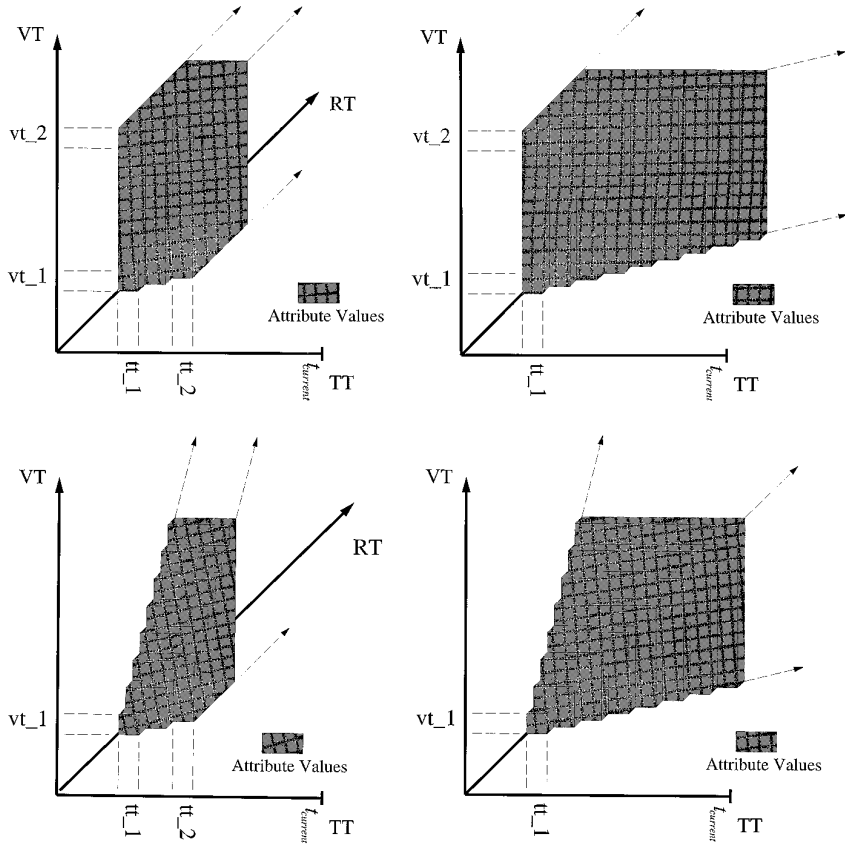 VT
vt_2
vt_1
RT
Attribute Values
tt_1
tt_2
t_current
TT
VT
vt_2
vt_1
Attribute Values
tt_1
t_current
TT
VT
vt_1
RT
Attribute Values
tt_1
tt_2
t_current
TT
VT
vt_1
Attribute Values
tt_1
t_current
TT